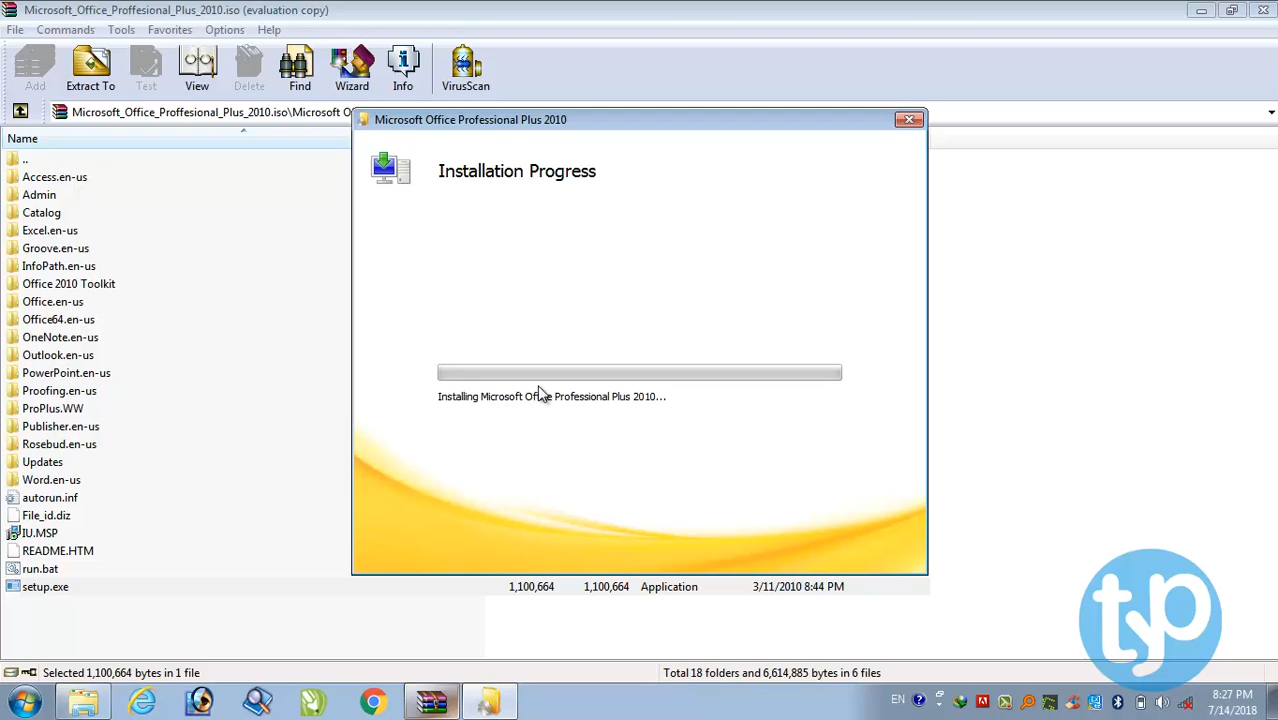 Microsoft_Office_Proffesional_Plus_2010.iso (evaluation copy)
File Commands Tools Favorites Options Help
Add Extract To Test View Delete Find Wizard Info VirusScan
Microsoft_Office_Proffesional_Plus_2010.iso\Microsoft O
Name
..
Access.en-us
Admin
Catalog
Excel.en-us
Groove.en-us
InfoPath.en-us
Office 2010 Toolkit
Office.en-us
Office64.en-us
OneNote.en-us
Outlook.en-us
PowerPoint.en-us
Proofing.en-us
ProPlus.WW
Publisher.en-us
Rosebud.en-us
Updates
Word.en-us
autorun.inf
File_id.diz
IU.MSP
README.HTM
run.bat
setup.exe 1,100,664 1,100,664 Application 3/11/2010 8:44 PM
Microsoft Office Professional Plus 2010
Installation Progress
Installing Microsoft Office Professional Plus 2010...
typ
Selected 1,100,664 bytes in 1 file
Total 18 folders and 6,614,885 bytes in 6 files
EN
8:27 PM
7/14/2018